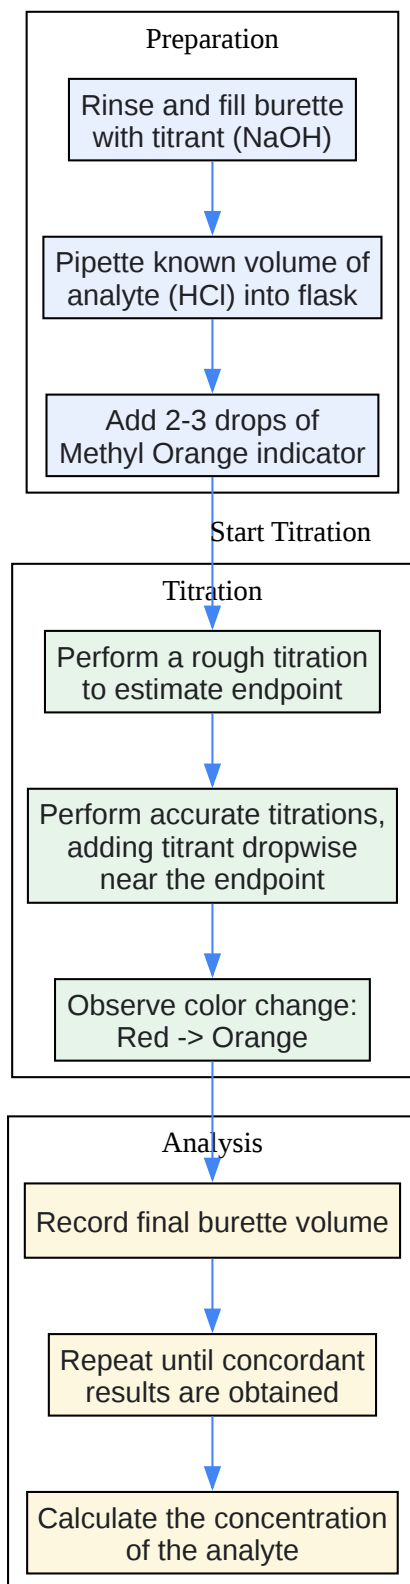 Preparation
Rinse and fill burette
with titrant (NaOH)
Pipette known volume of
analyte (HCl) into flask
Add 2-3 drops of
Methyl Orange indicator
Start Titration
Titration
Perform a rough titration
to estimate endpoint
Perform accurate titrations,
adding titrant dropwise
near the endpoint
Observe color change:
Red -> Orange
Analysis
Record final burette volume
Repeat until concordant
results are obtained
Calculate the concentration
of the analyte